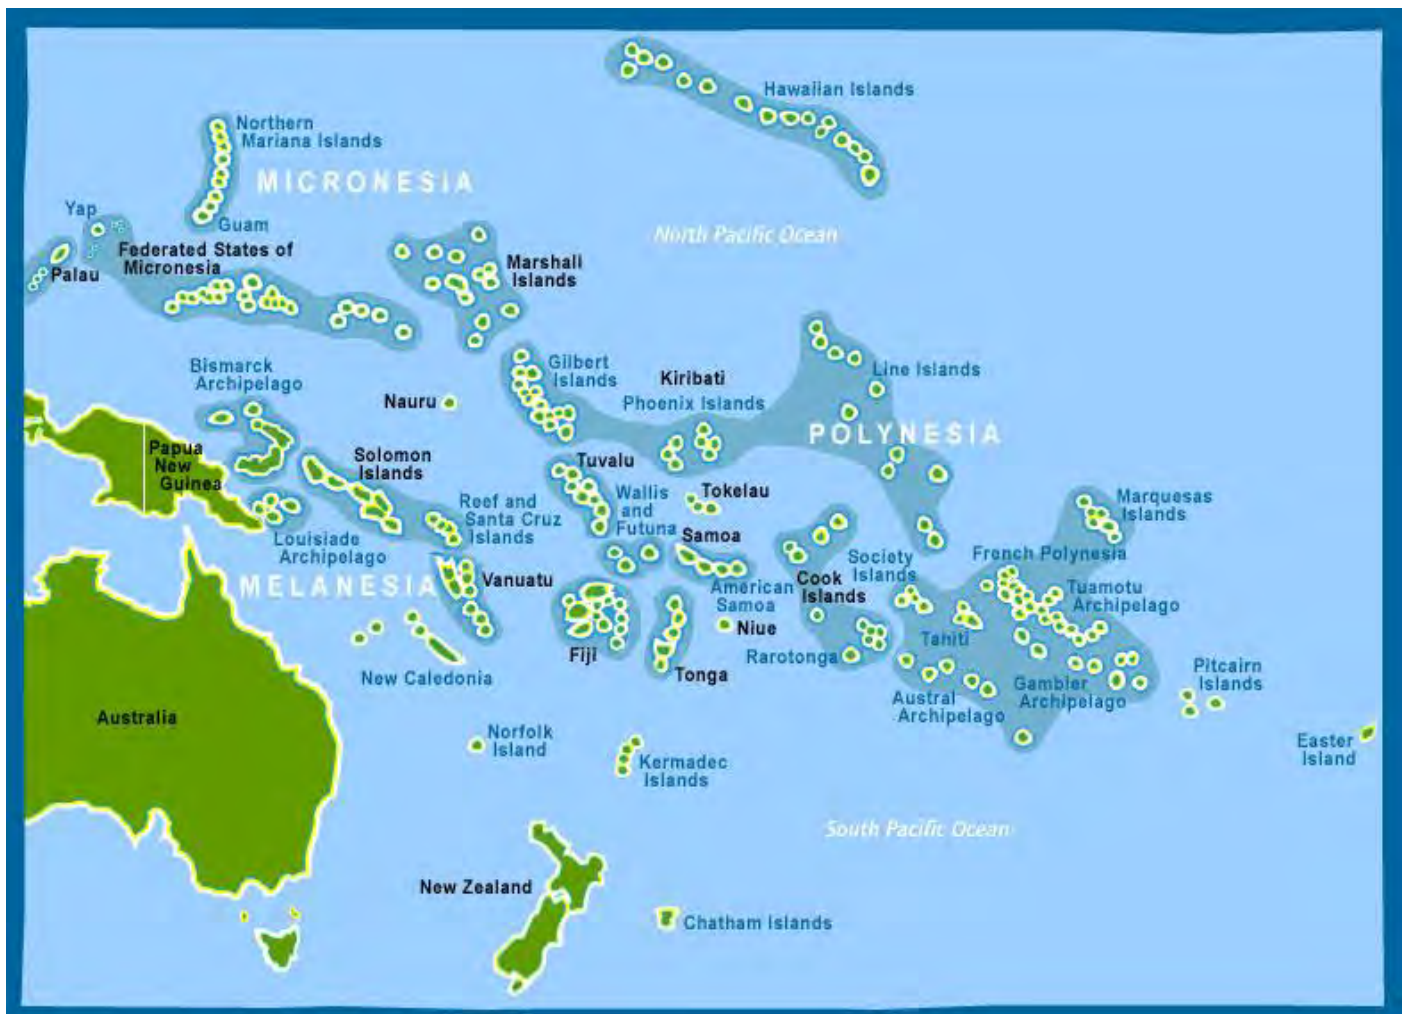 Hawaiian Islands
Northern
Mariana Islands
MICRONESIA
Yap
Guam
North Pacific Ocean
Federated States of
Micronesia
Palau
Marshall
Islands
Bismarck
Archipelago
Gilbert
Islands
Kiribati
Line Islands
Nauru
Phoenix Islands
POLYNESIA
Papua
New
Guinea
Solomon
Islands
Tuvalu
Tokelau
Wallis
and
Futuna
Reef and
Santa Cruz
Islands
Marquesas
Islands
Louisiade
Archipelago
Samoa
Society
Islands
French Polynesia
MELANESIA
Vanuatu
American
Samoa
Cook
Islands
Tuamotu
Archipelago
Niue
Tahiti
Fiji
Rarotonga
New Caledonia
Tonga
Pitcairn
Islands
Austral
Archipelago
Gambier
Archipelago
Australia
Norfolk
Island
Kermadec
Islands
Easter
Island
South Pacific Ocean
New Zealand
Chatham Islands